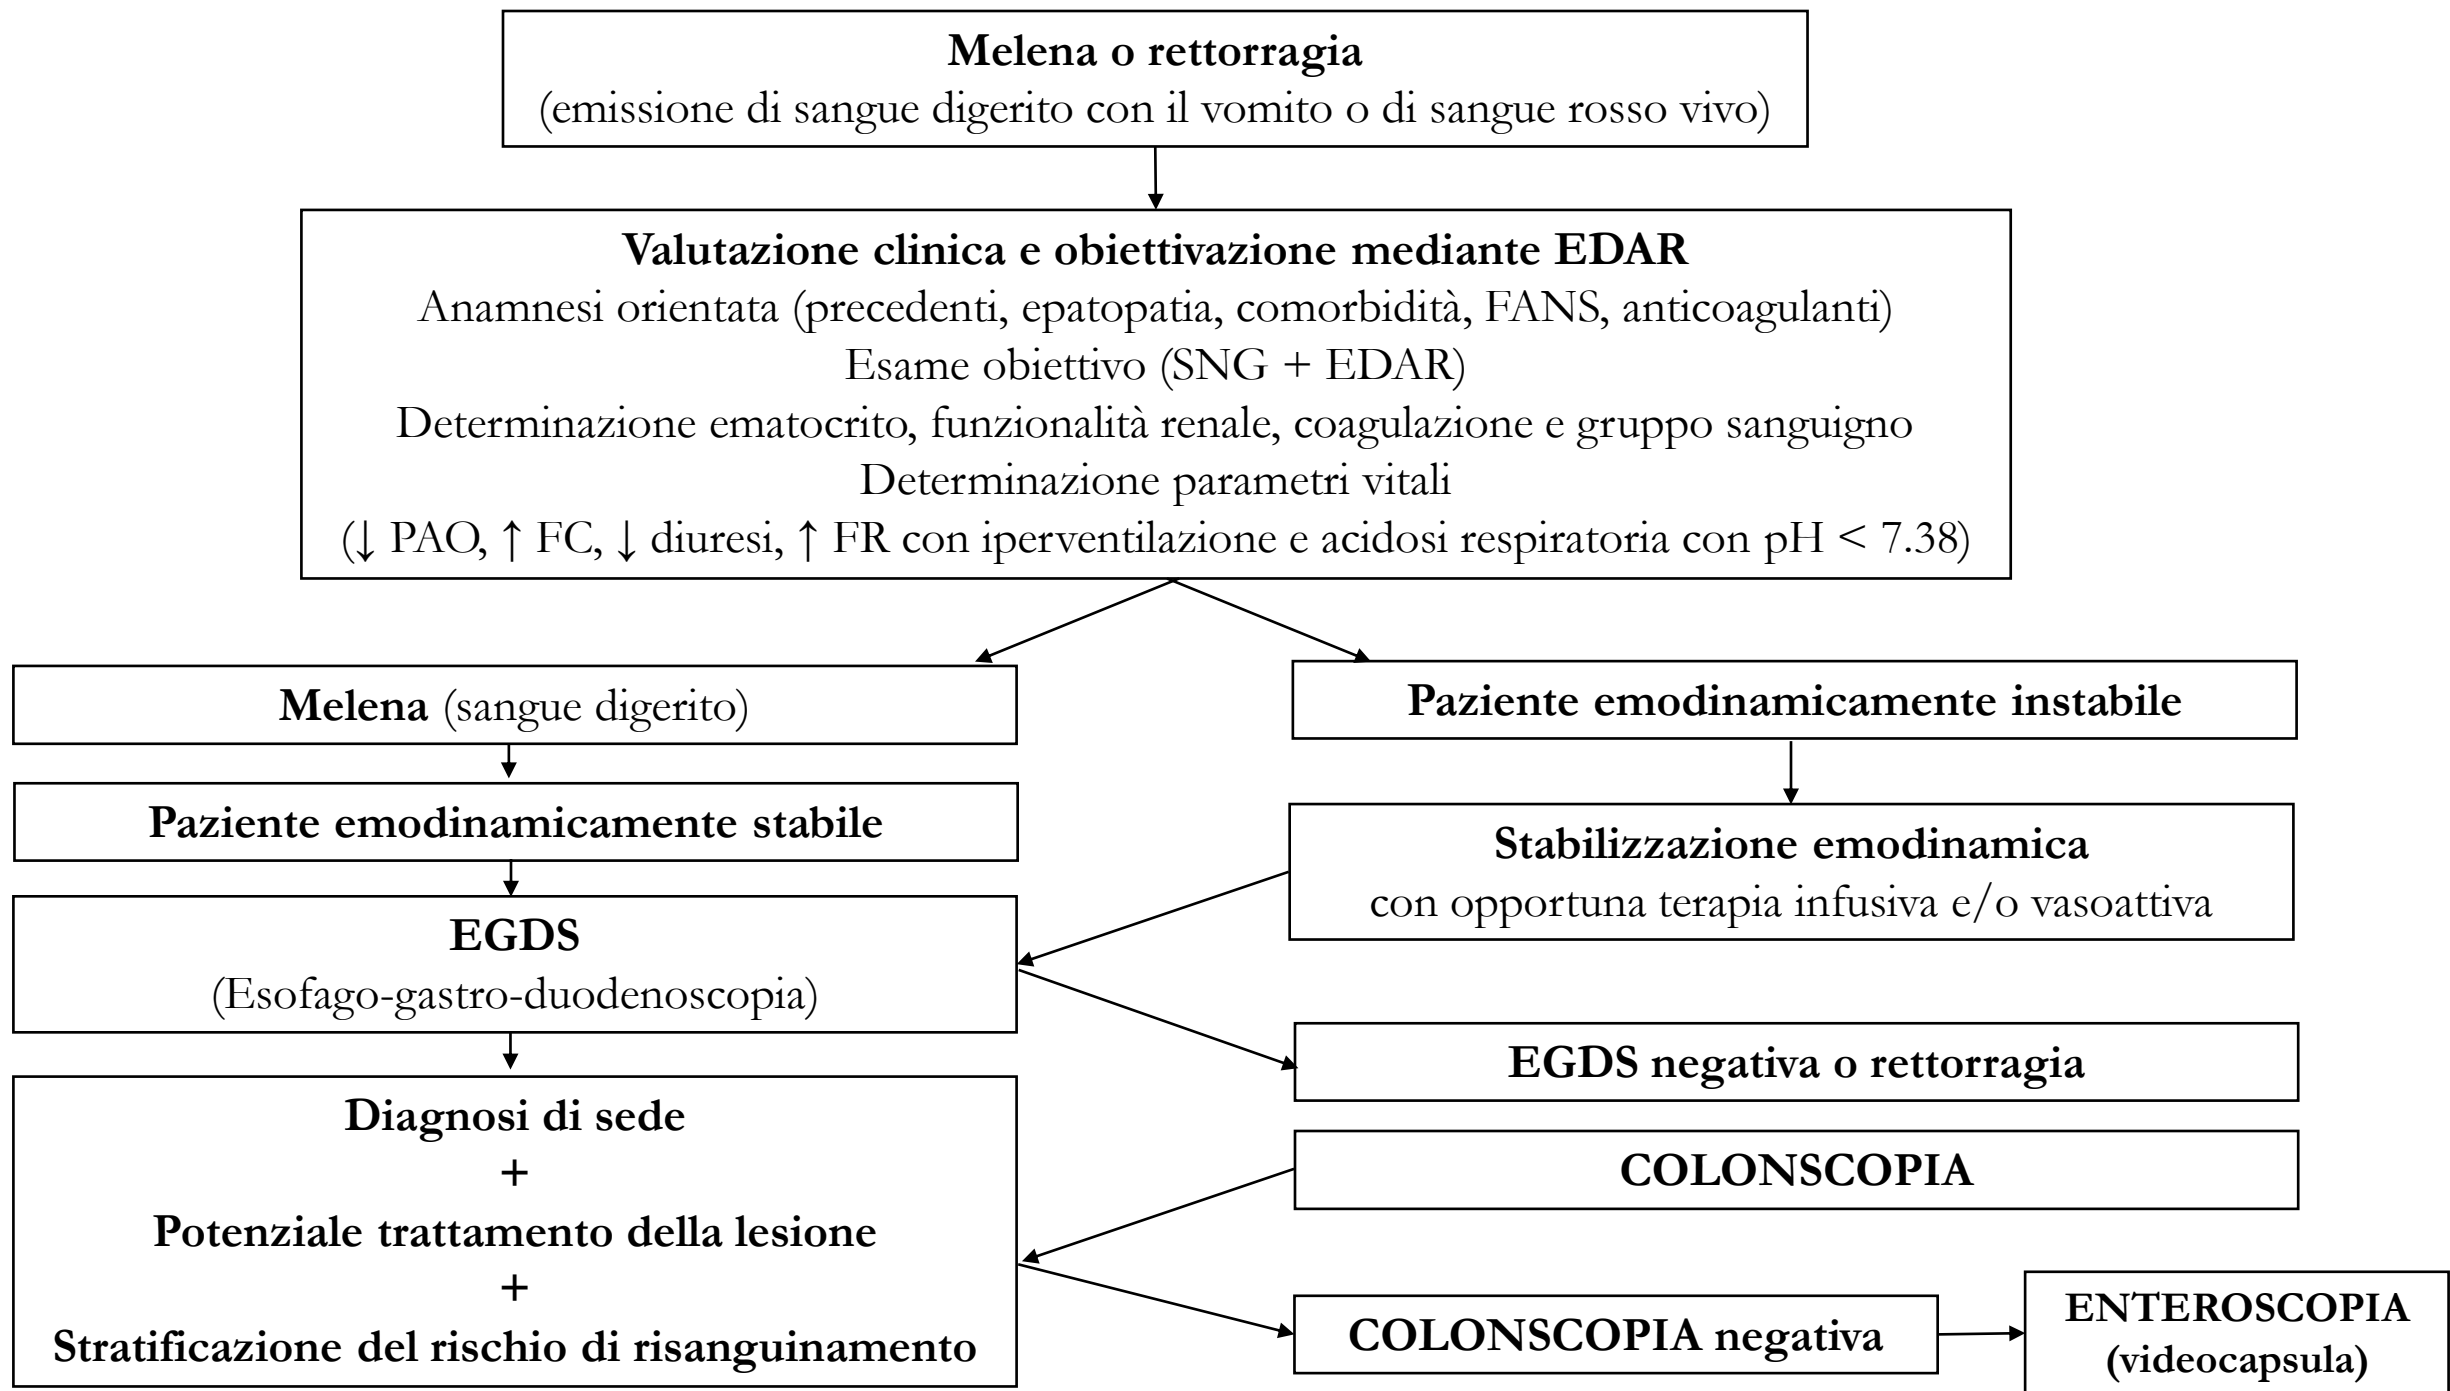 Melena o rettorragia
(emissione di sangue digerito con il vomito o di sangue rosso vivo)
Valutazione clinica e obiettivazione mediante EDAR
Anamnesi orientata (precedenti, epatopatia, comorbidità, FANS, anticoagulanti)
Esame obiettivo (SNG + EDAR)
Determinazione ematocrito, funzionalità renale, coagulazione e gruppo sanguigno
Determinazione parametri vitali
(↓ PAO, ↑ FC, ↓ diuresi, ↑ FR con iperventilazione e acidosi respiratoria con pH < 7.38)
Melena (sangue digerito)
Paziente emodinamicamente instabile
Paziente emodinamicamente stabile
Stabilizzazione emodinamica
con opportuna terapia infusiva e/o vasoattiva
EGDS
(Esofago-gastro-duodenoscopia)
EGDS negativa o rettorragia
Diagnosi di sede
+
Potenziale trattamento della lesione
+
Stratificazione del rischio di risanguinamento
COLONSCOPIA
COLONSCOPIA negativa
ENTEROSCOPIA
(videocapsula)